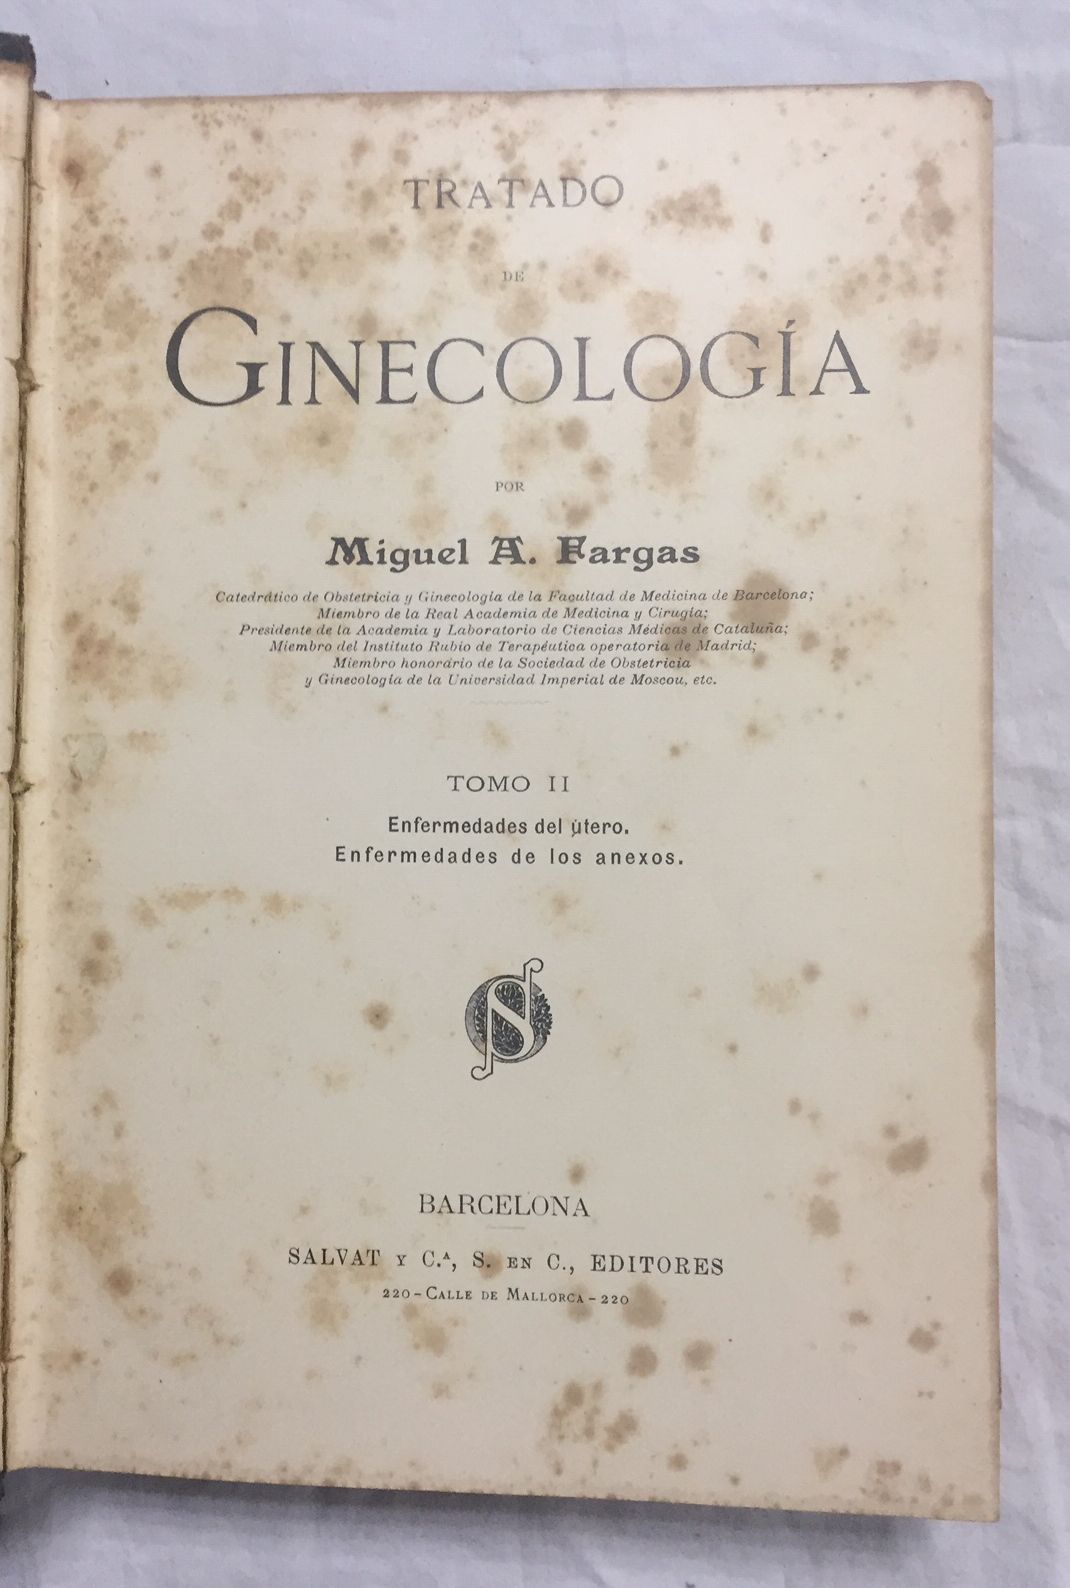 TRATADO
DE
GINECOLOGÍA
POR
Miguel A. Fargas
Catedrático de Obstetricia y Ginecología de la Facultad de Medicina de Barcelona;
Miembro de la Real Academia de Medicina y Cirugía;
Presidente de la Academia y Laboratorio de Ciencias Médicas de Cataluña;
Miembro del Instituto Rubio de Terapéutica operatoria de Madrid;
Miembro honorario de la Sociedad de Obstetricia
y Ginecología de la Universidad Imperial de Moscou, etc.
TOMO II
Enfermedades del útero.
Enfermedades de los anexos.
S
BARCELONA
SALVAT Y C.ª, S. EN C., EDITORES
220-CALLE DE MALLORCA-220